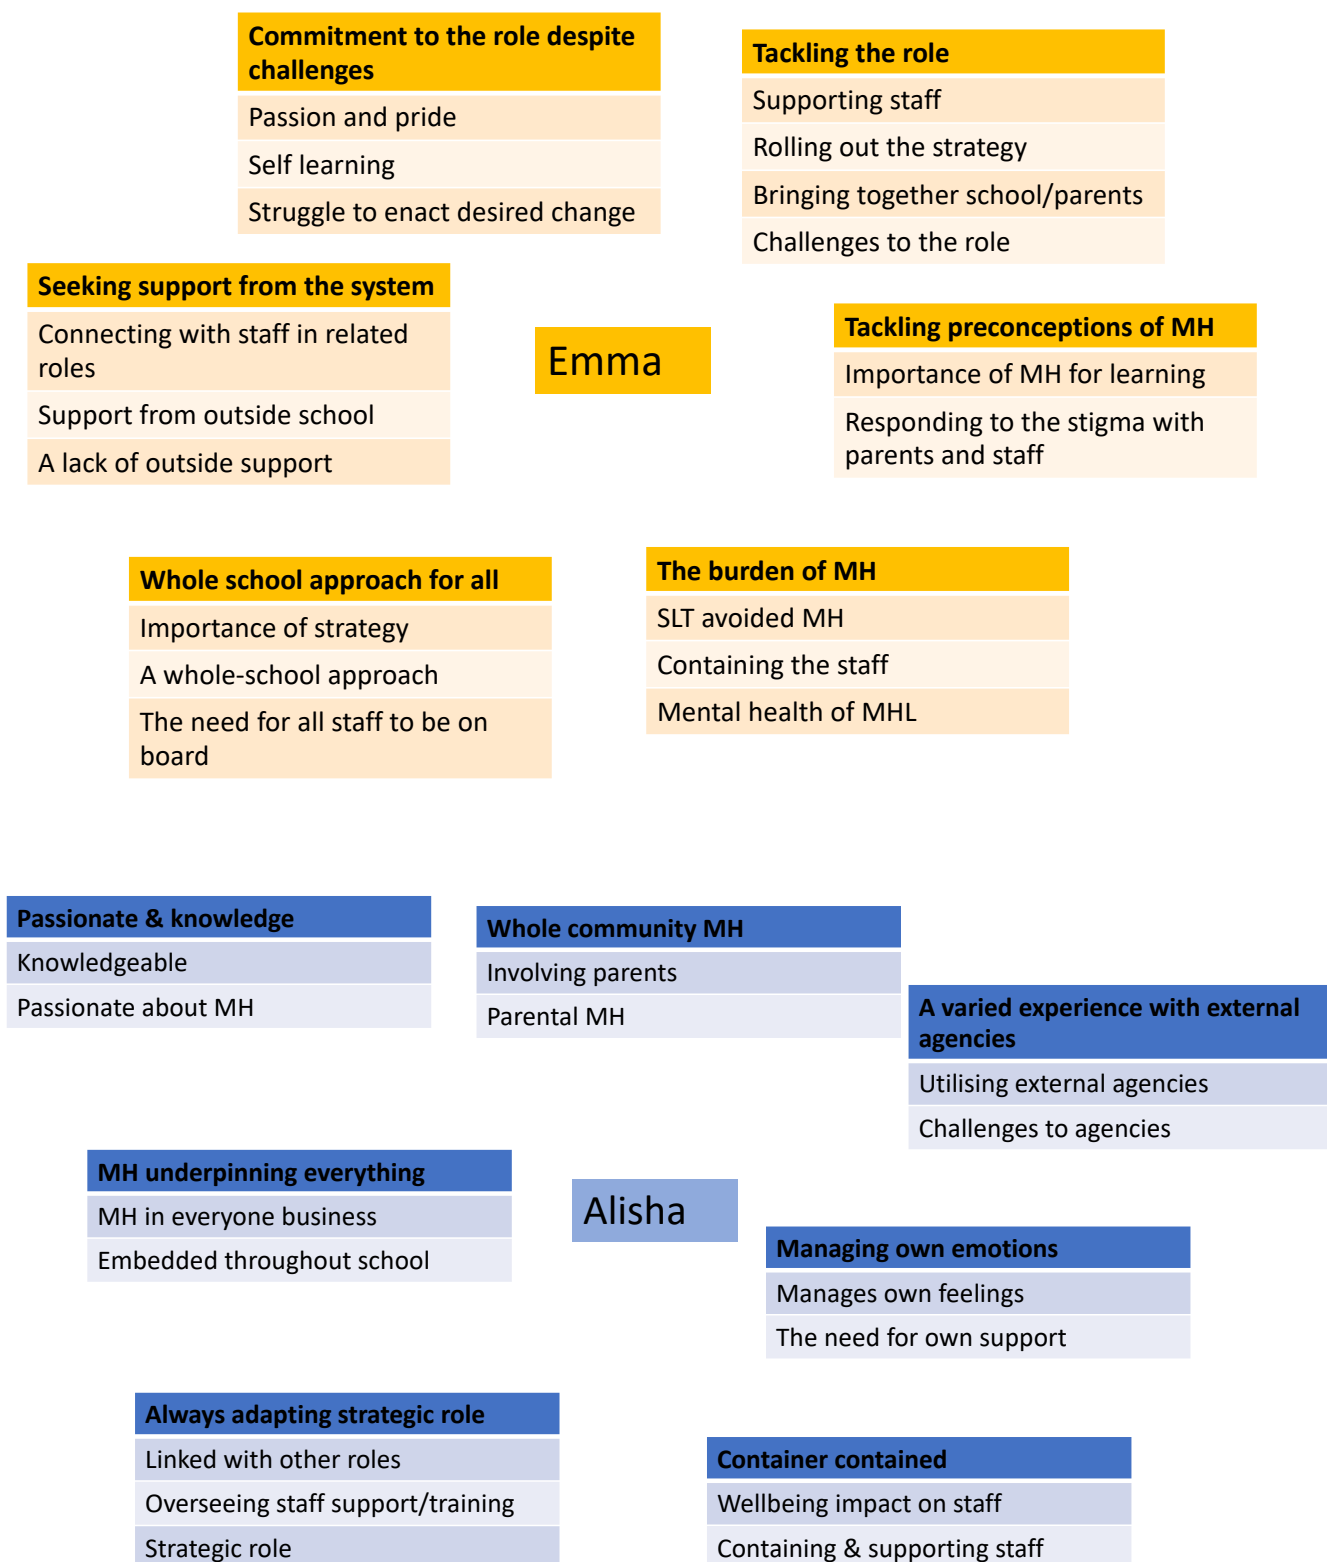 Commitment to the role despite
challenges
Passion and pride
Self learning
Struggle to enact desired change
Tackling the role
Supporting staff
Rolling out the strategy
Bringing together school/parents
Challenges to the role
Seeking support from the system
Connecting with staff in related
roles
Support from outside school
A lack of outside support
Emma
Tackling preconceptions of MH
Importance of MH for learning
Responding to the stigma with
parents and staff
Whole school approach for all
Importance of strategy
A whole-school approach
The need for all staff to be on
board
The burden of MH
SLT avoided MH
Containing the staff
Mental health of MHL
Passionate & knowledge
Knowledgeable
Passionate about MH
Whole community MH
Involving parents
Parental MH
A varied experience with external
agencies
Utilising external agencies
Challenges to agencies
MH underpinning everything
MH in everyone business
Embedded throughout school
Alisha
Managing own emotions
Manages own feelings
The need for own support
Always adapting strategic role
Linked with other roles
Overseeing staff support/training
Strategic role
Container contained
Wellbeing impact on staff
Containing & supporting staff